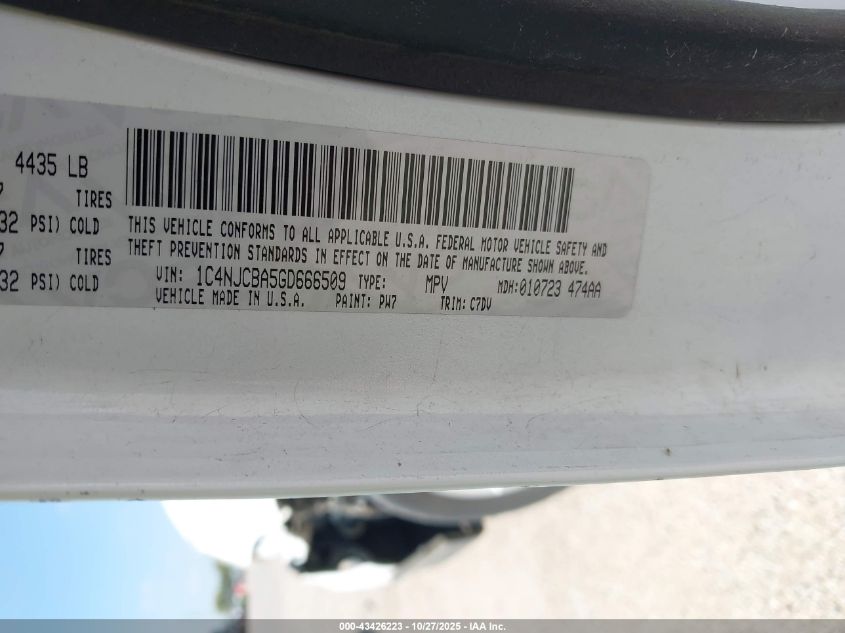 4435 LB
7 TIRES
32 PSI) COLD
7 TIRES
32 PSI) COLD
THIS VEHICLE CONFORMS TO ALL APPLICABLE U.S.A. FEDERAL MOTOR VEHICLE SAFETY AND
THEFT PREVENTION STANDARDS IN EFFECT ON THE DATE OF MANUFACTURE SHOWN ABOVE.
VIN: 1C4NJCBA5GD666509 TYPE: MPV MDH:010723 474AA
VEHICLE MADE IN U.S.A. PAINT: PW7 TRIM: C7DV
000-43426223 | 10/27/2025 - IAA Inc.